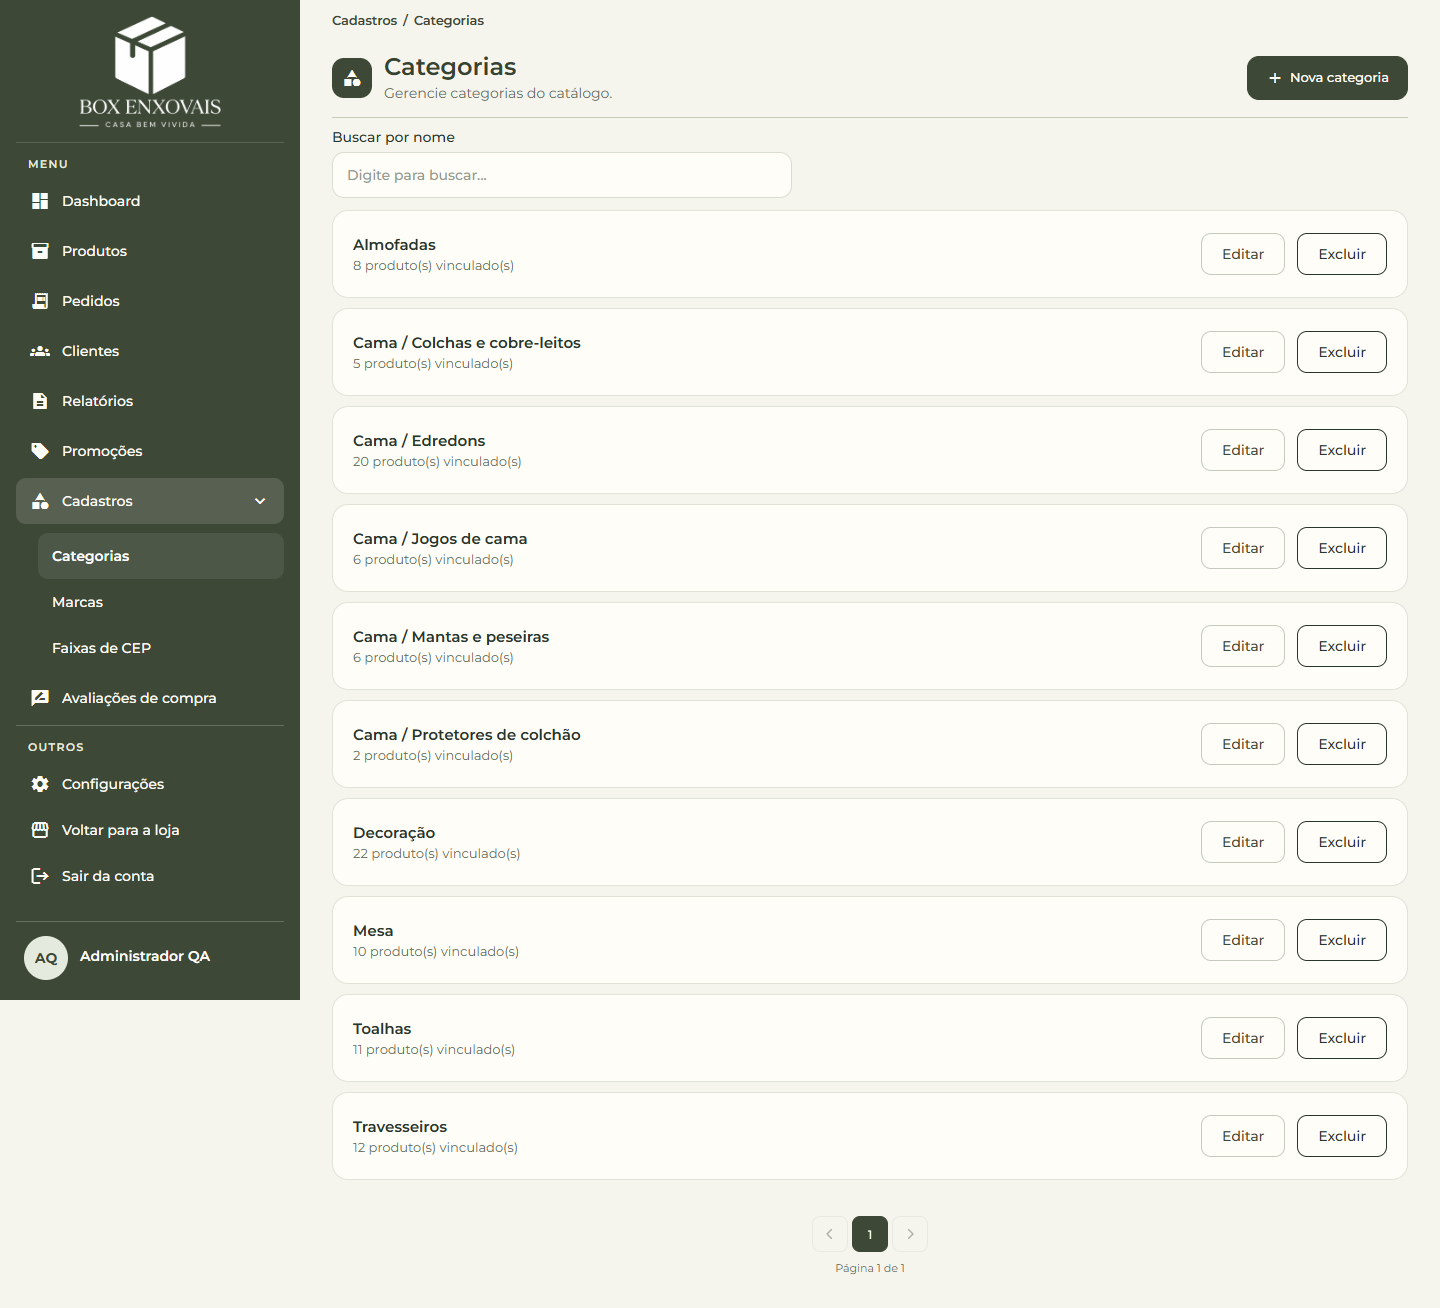 BOX ENXOVAIS
CASA BEM VIVIDA
MENU
Dashboard
Produtos
Pedidos
Clientes
Relatórios
Promoções
Cadastros
Categorias
Marcas
Faixas de CEP
Avaliações de compra
OUTROS
Configurações
Voltar para a loja
Sair da conta
AQ Administrador QA
Cadastros / Categorias
Categorias
Gerencie categorias do catálogo.
+ Nova categoria
Buscar por nome
Digite para buscar...
Almofadas
8 produto(s) vinculado(s)
Editar Excluir
Cama / Colchas e cobre-leitos
5 produto(s) vinculado(s)
Editar Excluir
Cama / Edredons
20 produto(s) vinculado(s)
Editar Excluir
Cama / Jogos de cama
6 produto(s) vinculado(s)
Editar Excluir
Cama / Mantas e peseiras
6 produto(s) vinculado(s)
Editar Excluir
Cama / Protetores de colchão
2 produto(s) vinculado(s)
Editar Excluir
Decoração
22 produto(s) vinculado(s)
Editar Excluir
Mesa
10 produto(s) vinculado(s)
Editar Excluir
Toalhas
11 produto(s) vinculado(s)
Editar Excluir
Travesseiros
12 produto(s) vinculado(s)
Editar Excluir
1
Página 1 de 1